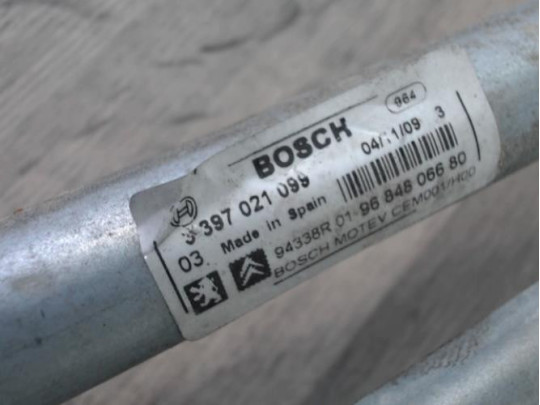 964
BOSCH
04/11/09 3
3 397 021 099
03 Made in Spain
96 848 066 80
94338R 01-
BOSCH MOTEV CEM001/H00